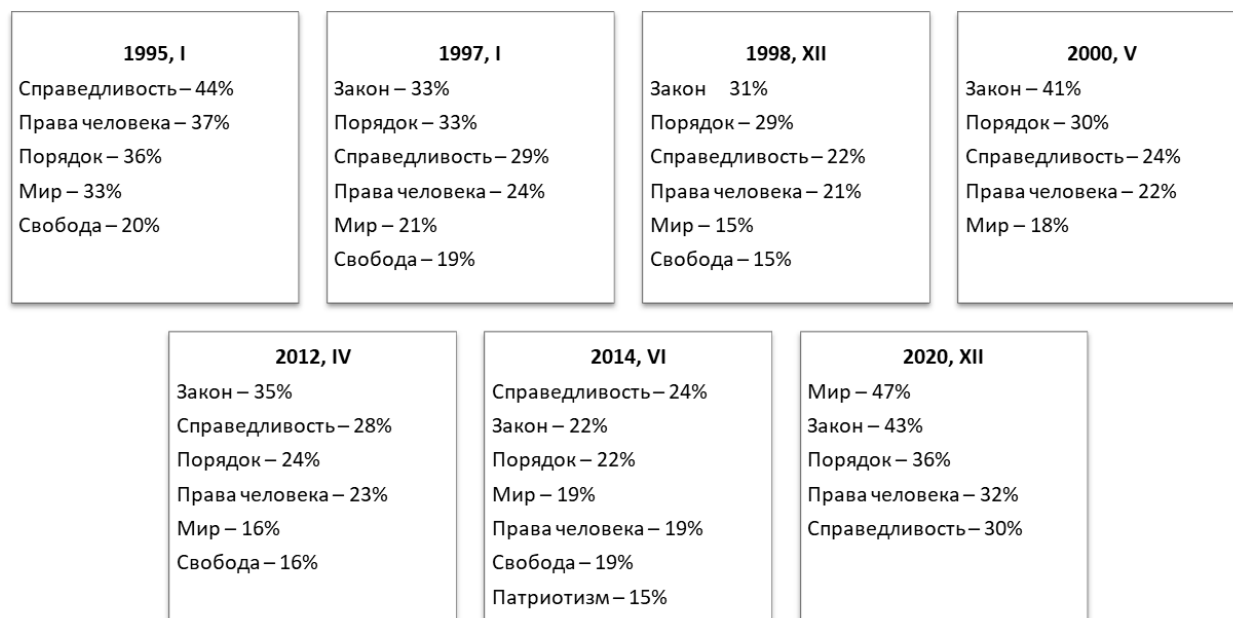 1995, I
Справедливость – 44%
Права человека – 37%
Порядок – 36%
Мир – 33%
Свобода – 20%
1997, I
Закон – 33%
Порядок – 33%
Справедливость – 29%
Права человека – 24%
Мир – 21%
Свобода – 19%
1998, XII
Закон 31%
Порядок – 29%
Справедливость – 22%
Права человека – 21%
Мир – 15%
Свобода – 15%
2000, V
Закон – 41%
Порядок – 30%
Справедливость – 24%
Права человека – 22%
Мир – 18%
2012, IV
Закон – 35%
Справедливость – 28%
Порядок – 24%
Права человека – 23%
Мир – 16%
Свобода – 16%
2014, VI
Справедливость – 24%
Закон – 22%
Порядок – 22%
Мир – 19%
Права человека – 19%
Свобода – 19%
Патриотизм – 15%
2020, XII
Мир – 47%
Закон – 43%
Порядок – 36%
Права человека – 32%
Справедливость – 30%